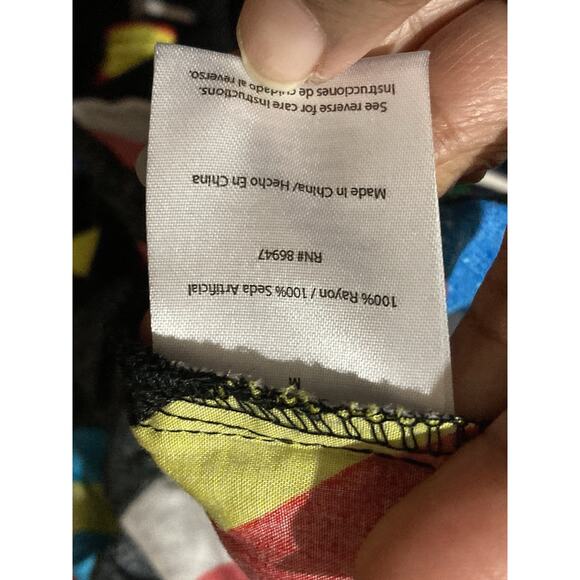 M
100% Rayon / 100% Seda Artificial
RN# 86947
Made In China/ Hecho En China
See reverse for care instructions.
Instrucciones de cuidado al reverso.